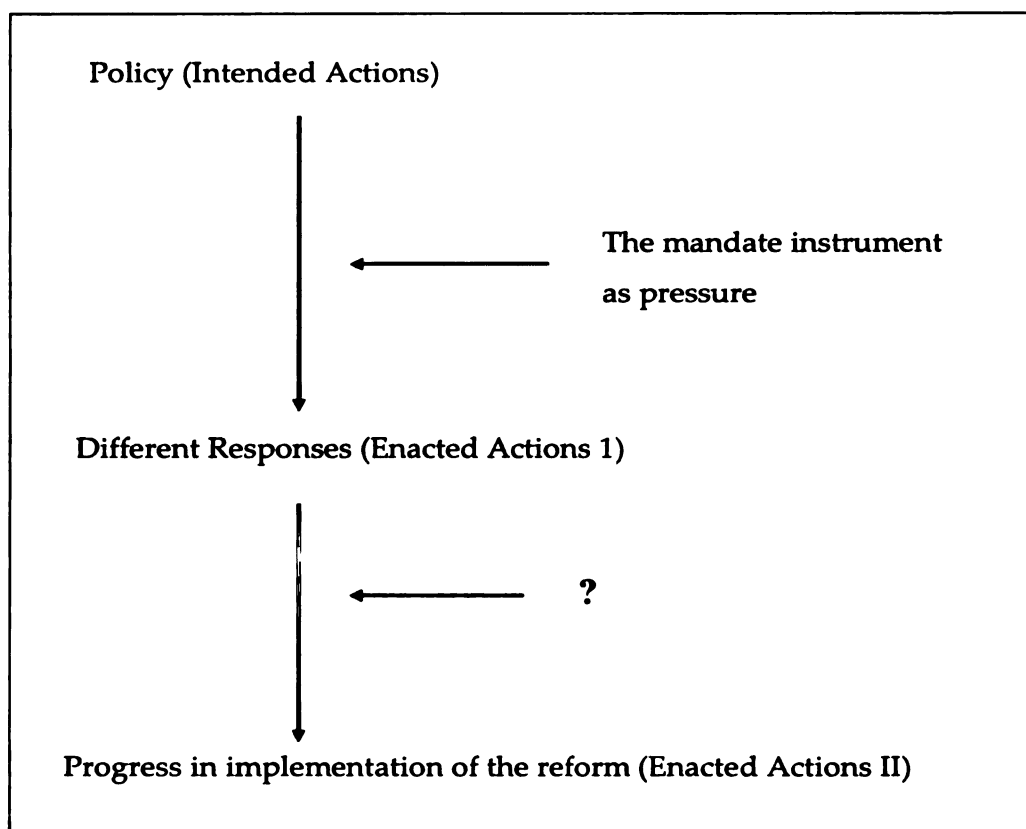 Policy (Intended Actions)
The mandate instrument
as pressure
Different Responses (Enacted Actions 1)
?
Progress in implementation of the reform (Enacted Actions II)